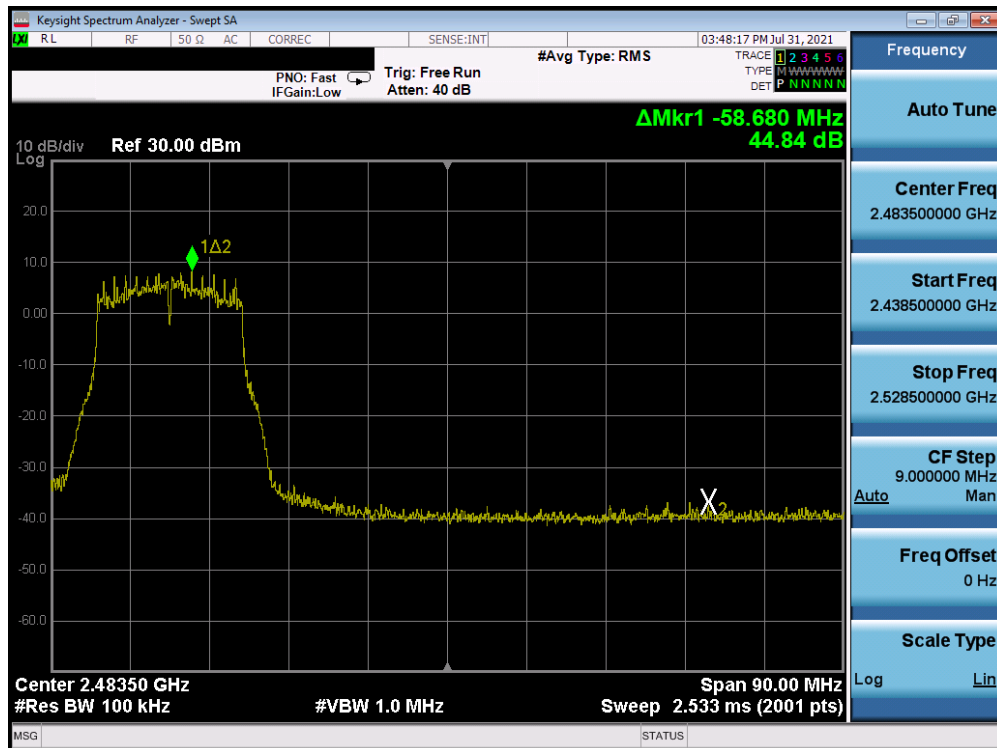 Keysight Spectrum Analyzer - Swept SA
LXI RL RF 50 Ω AC CORREC SENSE:INT 03:48:17 PM Jul 31, 2021
#Avg Type: RMS
TRACE 1 2 3 4 5 6
TYPE M WWWWW
DET P N N N N N
PNO: Fast
IFGain:Low
Trig: Free Run
Atten: 40 dB
ΔMkr1 -58.680 MHz
44.84 dB
10 dB/div Ref 30.00 dBm
Log
20.0
10.0
0.00
-10.0
-20.0
-30.0
-40.0
-50.0
-60.0
1Δ2
X2
Center 2.48350 GHz Span 90.00 MHz
#Res BW 100 kHz #VBW 1.0 MHz Sweep 2.533 ms (2001 pts)
MSG STATUS
Frequency
Auto Tune
Center Freq
2.483500000 GHz
Start Freq
2.438500000 GHz
Stop Freq
2.528500000 GHz
CF Step
9.000000 MHz
Auto Man
Freq Offset
0 Hz
Scale Type
Log Lin